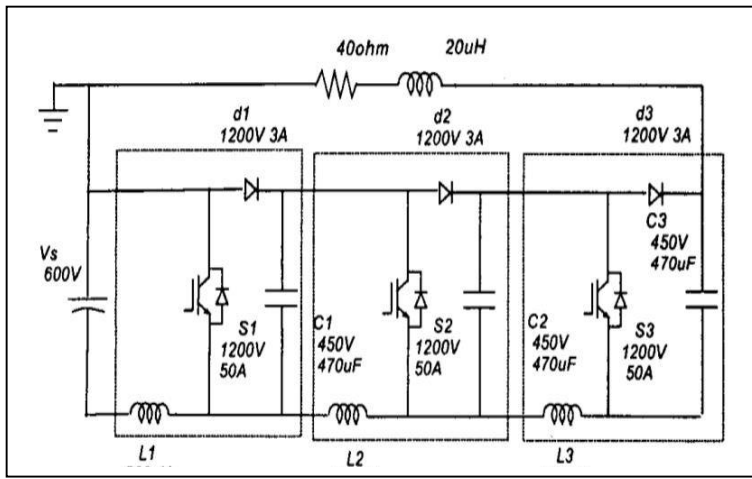 40ohm 20uH
d1
1200V 3A
d2
1200V 3A
d3
1200V 3A
Vs
600V
S1
1200V
50A
C1
450V
470uF
S2
1200V
50A
C2
450V
470uF
S3
1200V
50A
C3
450V
470uF
L1
L2
L3